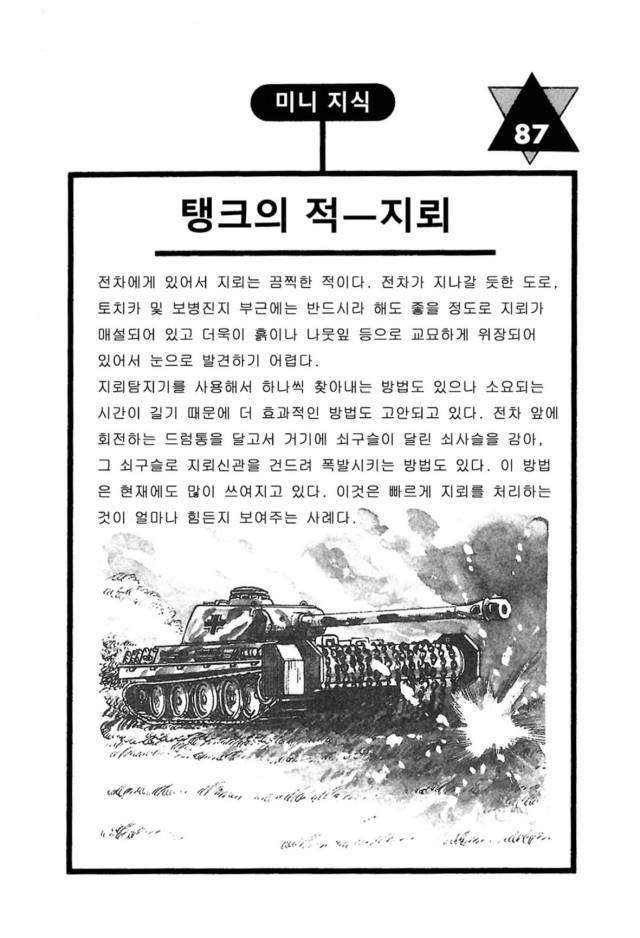 미니 지식
87
탱크의 적—지뢰
전차에게 있어서 지뢰는 끔찍한 적이다. 전차가 지나갈 듯한 도로,
토치카 및 보병진지 부근에는 반드시라 해도 좋을 정도로 지뢰가
매설되어 있고 더욱이 흙이나 나뭇잎 등으로 교묘하게 위장되어
있어서 눈으로 발견하기 어렵다.
지뢰탐지기를 사용해서 하나씩 찾아내는 방법도 있으나 소요되는
시간이 길기 때문에 더 효과적인 방법도 고안되고 있다. 전차 앞에
회전하는 드럼통을 달고서 거기에 쇠구슬이 달린 쇠사슬을 감아,
그 쇠구슬로 지뢰신관을 건드려 폭발시키는 방법도 있다. 이 방법
은 현재에도 많이 쓰여지고 있다. 이것은 빠르게 지뢰를 처리하는
것이 얼마나 힘든지 보여주는 사례다.